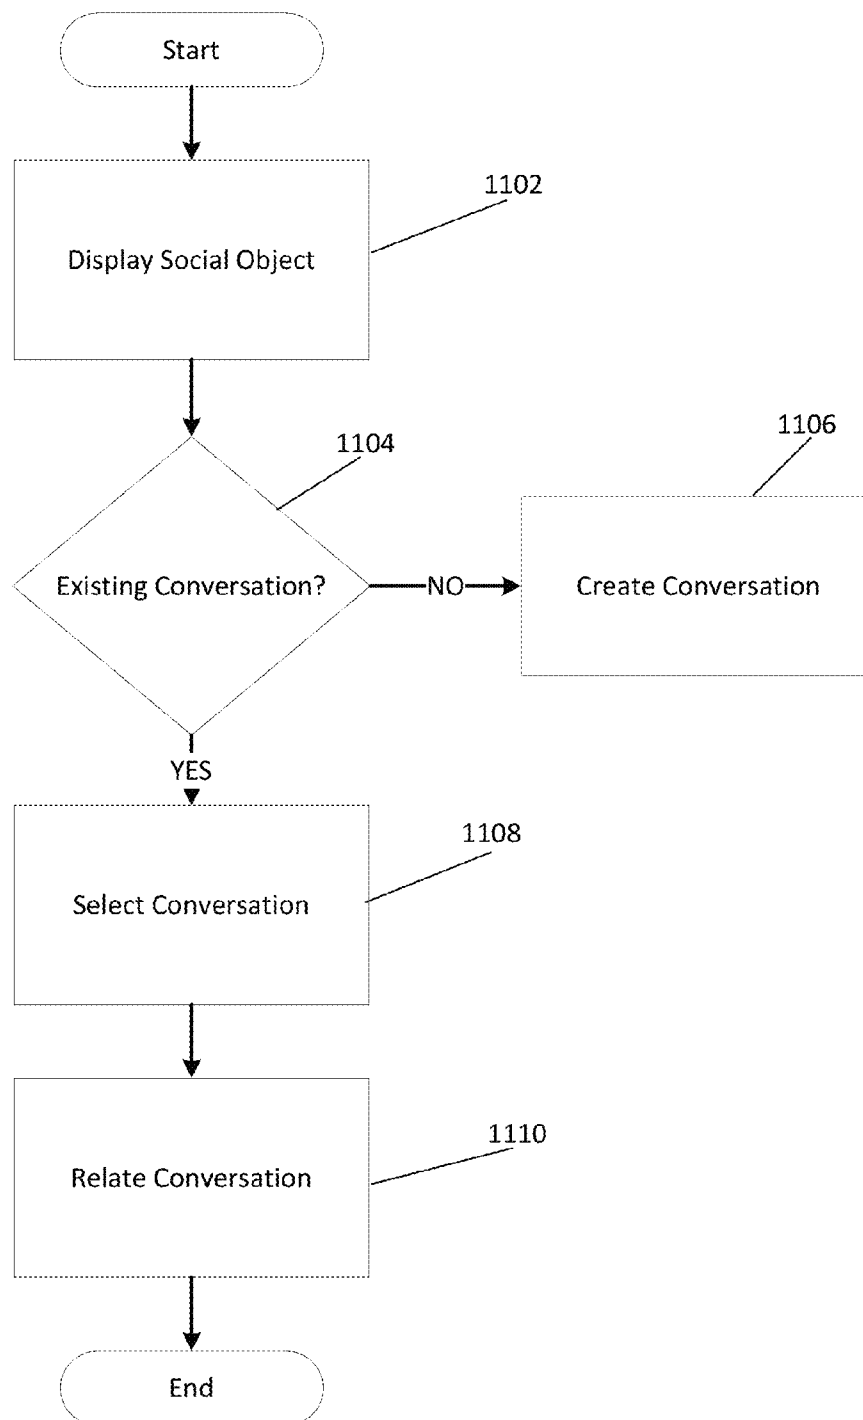 Start
1102
Display Social Object
1104
1106
Existing Conversation?
NO
Create Conversation
YES
1108
Select Conversation
1110
Relate Conversation
End